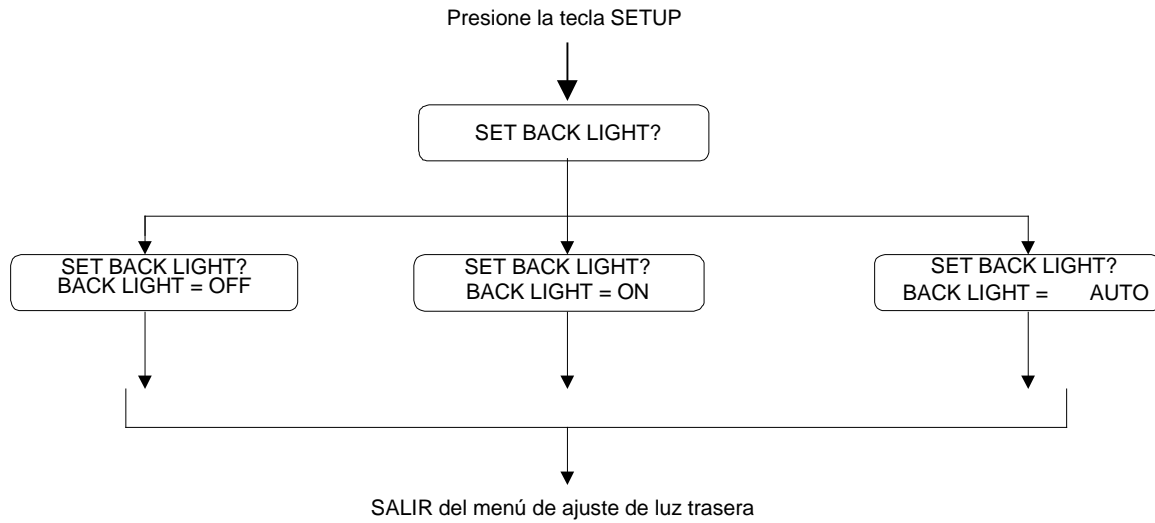 Presione la tecla SETUP
SET BACK LIGHT?
SET BACK LIGHT?
BACK LIGHT = OFF
SET BACK LIGHT?
BACK LIGHT = ON
SET BACK LIGHT?
BACK LIGHT = AUTO
SALIR del menú de ajuste de luz trasera